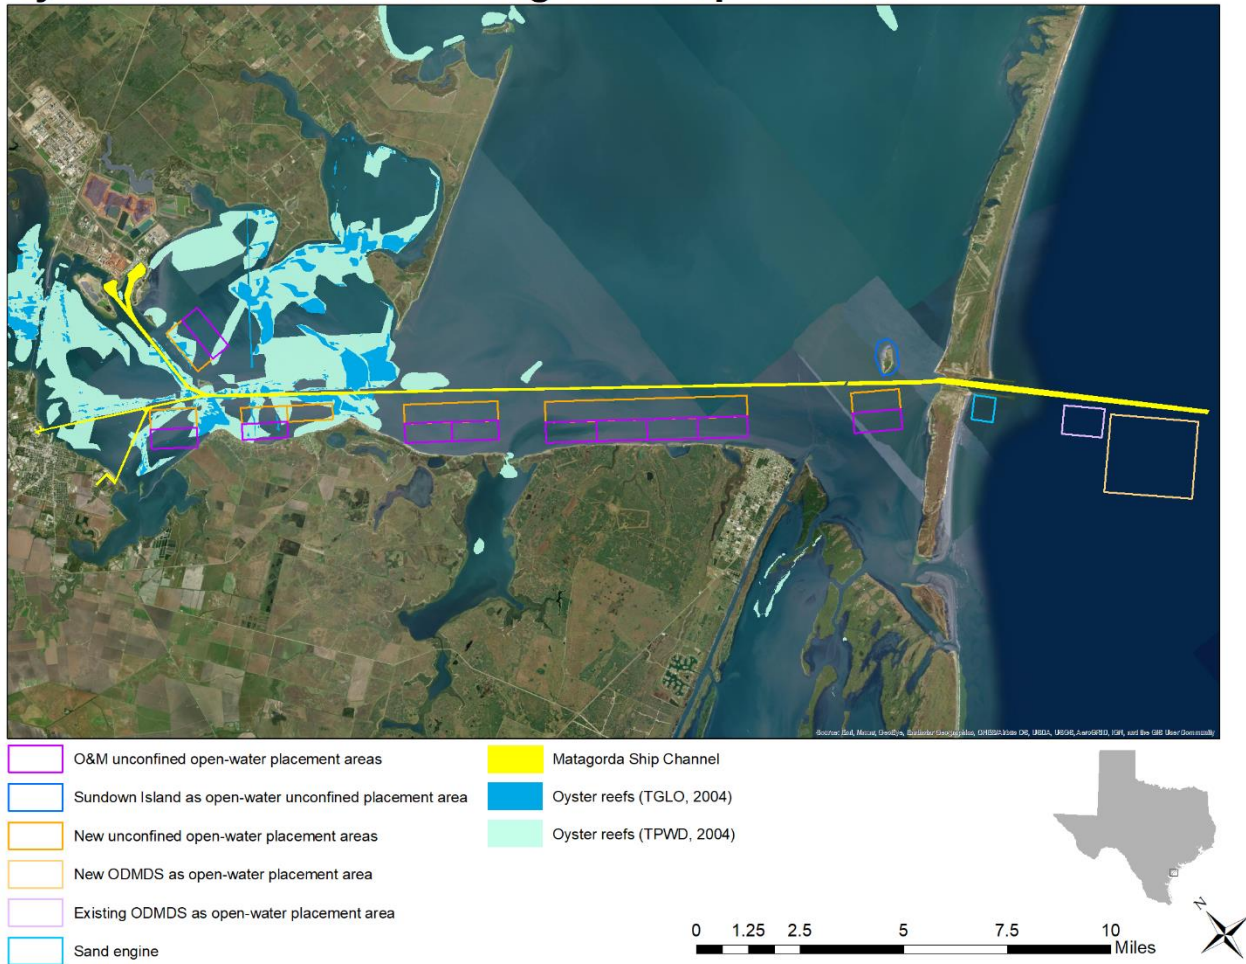 O&M unconfined open-water placement areas
Sundown Island as open-water unconfined placement area
New unconfined open-water placement areas
New ODMDS as open-water placement area
Existing ODMDS as open-water placement area
Sand engine
Matagorda Ship Channel
Oyster reefs (TGLO, 2004)
Oyster reefs (TPWD, 2004)
N
0 1.25 2.5 5 7.5 10
Miles